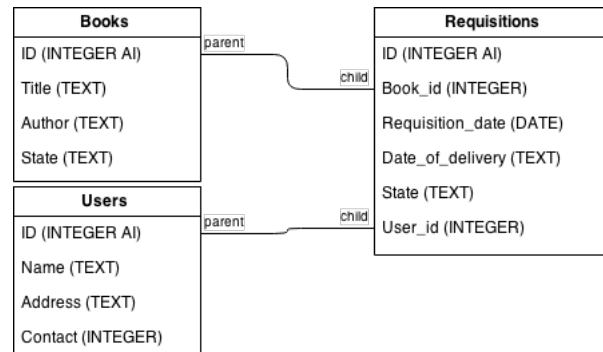 Books
ID (INTEGER AI)
Title (TEXT)
Author (TEXT)
State (TEXT)
Users
ID (INTEGER AI)
Name (TEXT)
Address (TEXT)
Contact (INTEGER)
parent
child
parent
child
Requisitions
ID (INTEGER AI)
Book_id (INTEGER)
Requisition_date (DATE)
Date_of_delivery (TEXT)
State (TEXT)
User_id (INTEGER)